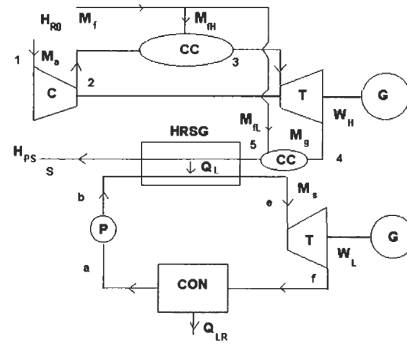 H_R0 M_f
M_fH
1 M_a CC
2 3
C T G
W_H
M_fL
M_g
HRSG
H_PS 5 CC 4
S Q_L
b e M_s
P T G
W_L
a f
CON
Q_LR